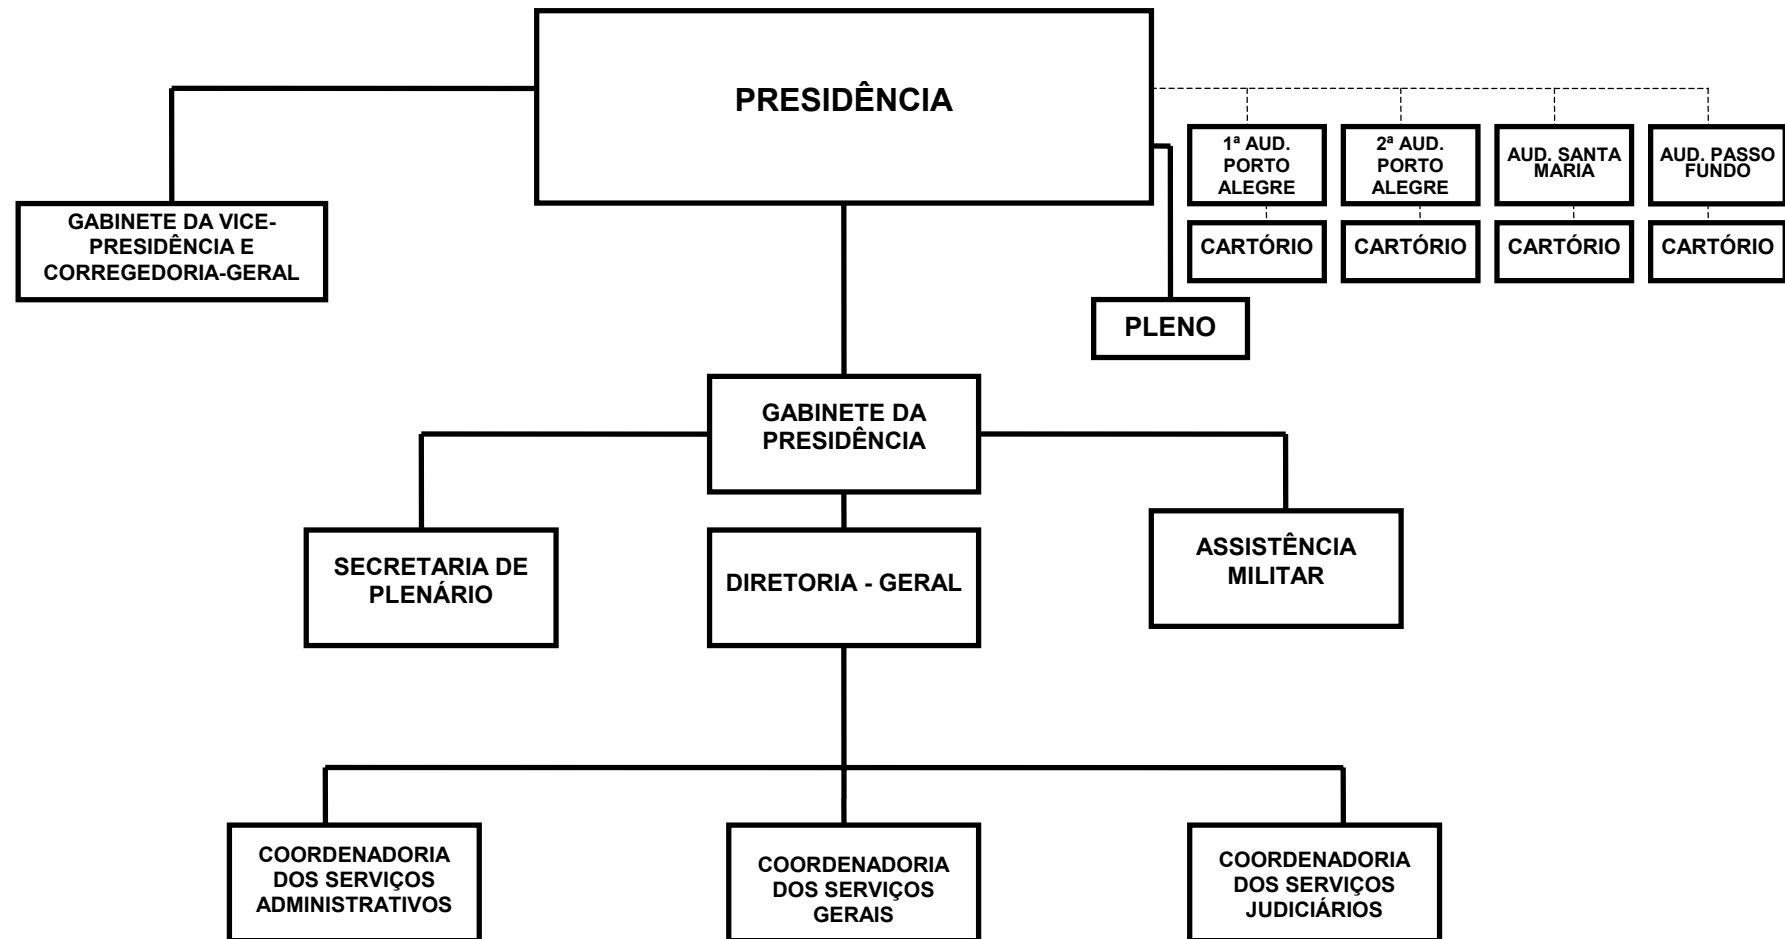 PRESIDÊNCIA
1ª AUD.
PORTO
ALEGRE
2ª AUD.
PORTO
ALEGRE
AUD. SANTA
MARIA
AUD. PASSO
FUNDO
GABINETE DA VICE-
PRESIDÊNCIA E
CORREGEDORIA-GERAL
CARTÓRIO
CARTÓRIO
CARTÓRIO
CARTÓRIO
PLENO
GABINETE DA
PRESIDÊNCIA
SECRETARIA DE
PLENÁRIO
DIRETORIA - GERAL
ASSISTÊNCIA
MILITAR
COORDENADORIA
DOS SERVIÇOS
ADMINISTRATIVOS
COORDENADORIA
DOS SERVIÇOS
GERAIS
COORDENADORIA
DOS SERVIÇOS
JUDICIÁRIOS